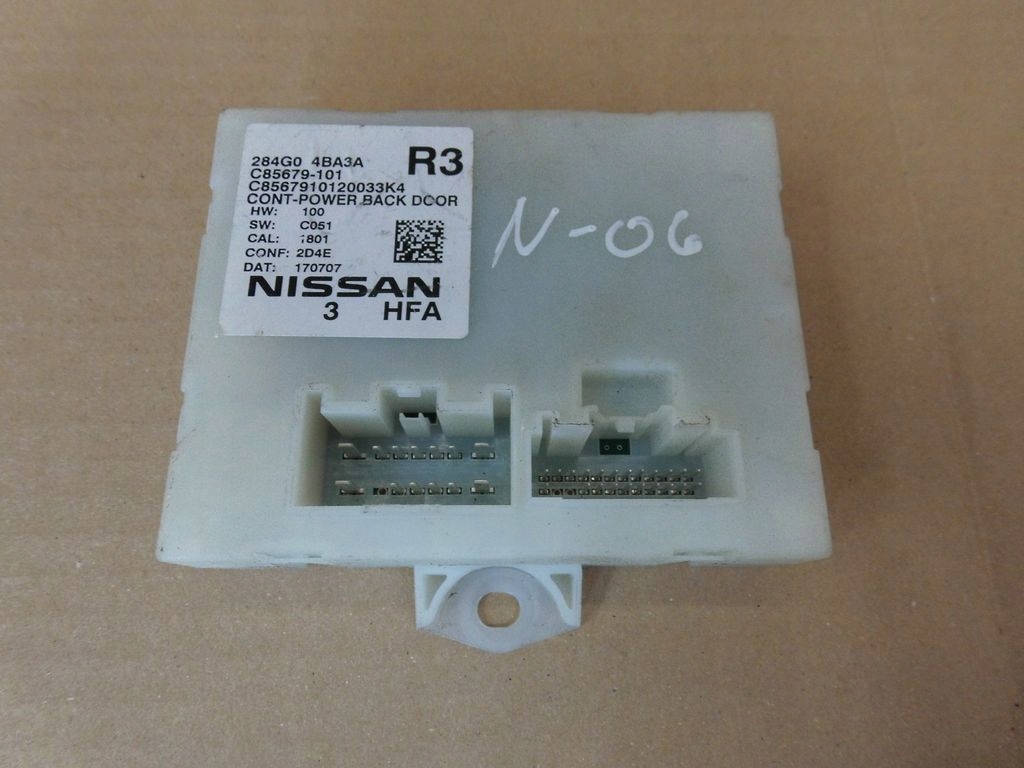 284G0 4BA3A R3
C85679-101
C8567910120033K4
CONT-POWER BACK DOOR
HW: 100
SW: C051
CAL: 1801
CONF: 2D4E
DAT: 170707
NISSAN
3 HFA
N-06